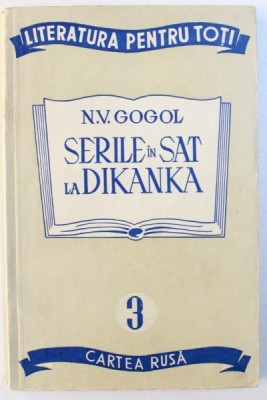 LITERATURA PENTRU TOȚI
N.V. GOGOL
SERILE ÎN SAT
LA DIKANKA
3
CARTEA RUSĂ